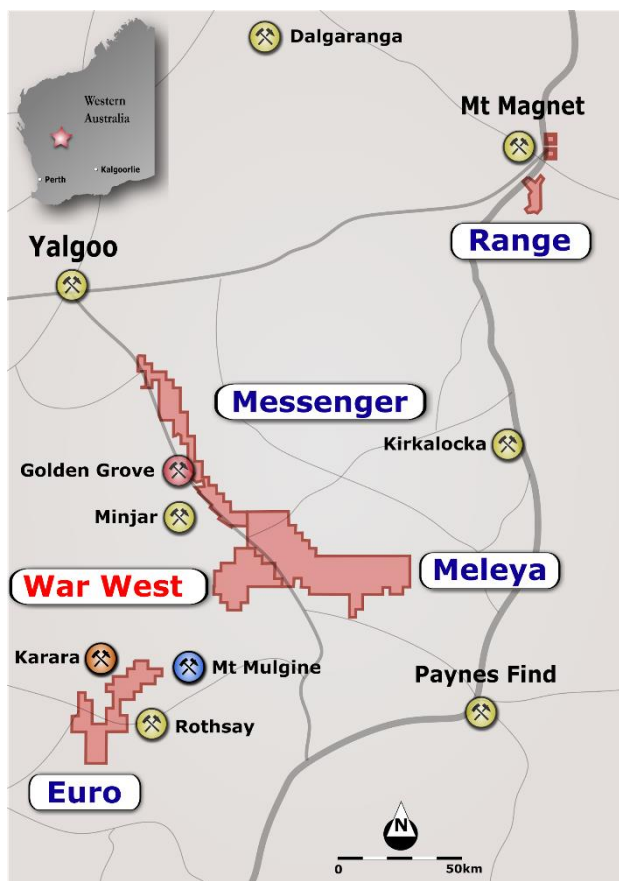 Dalgaranga
Western
Australia
Kalgoorlie
Perth
Mt Magnet
Range
Yalgoo
Messenger
Kirkalocka
Golden Grove
Minjar
War West
Meleya
Karara
Mt Mulgine
Paynes Find
Rothsay
Euro
N
0
50km